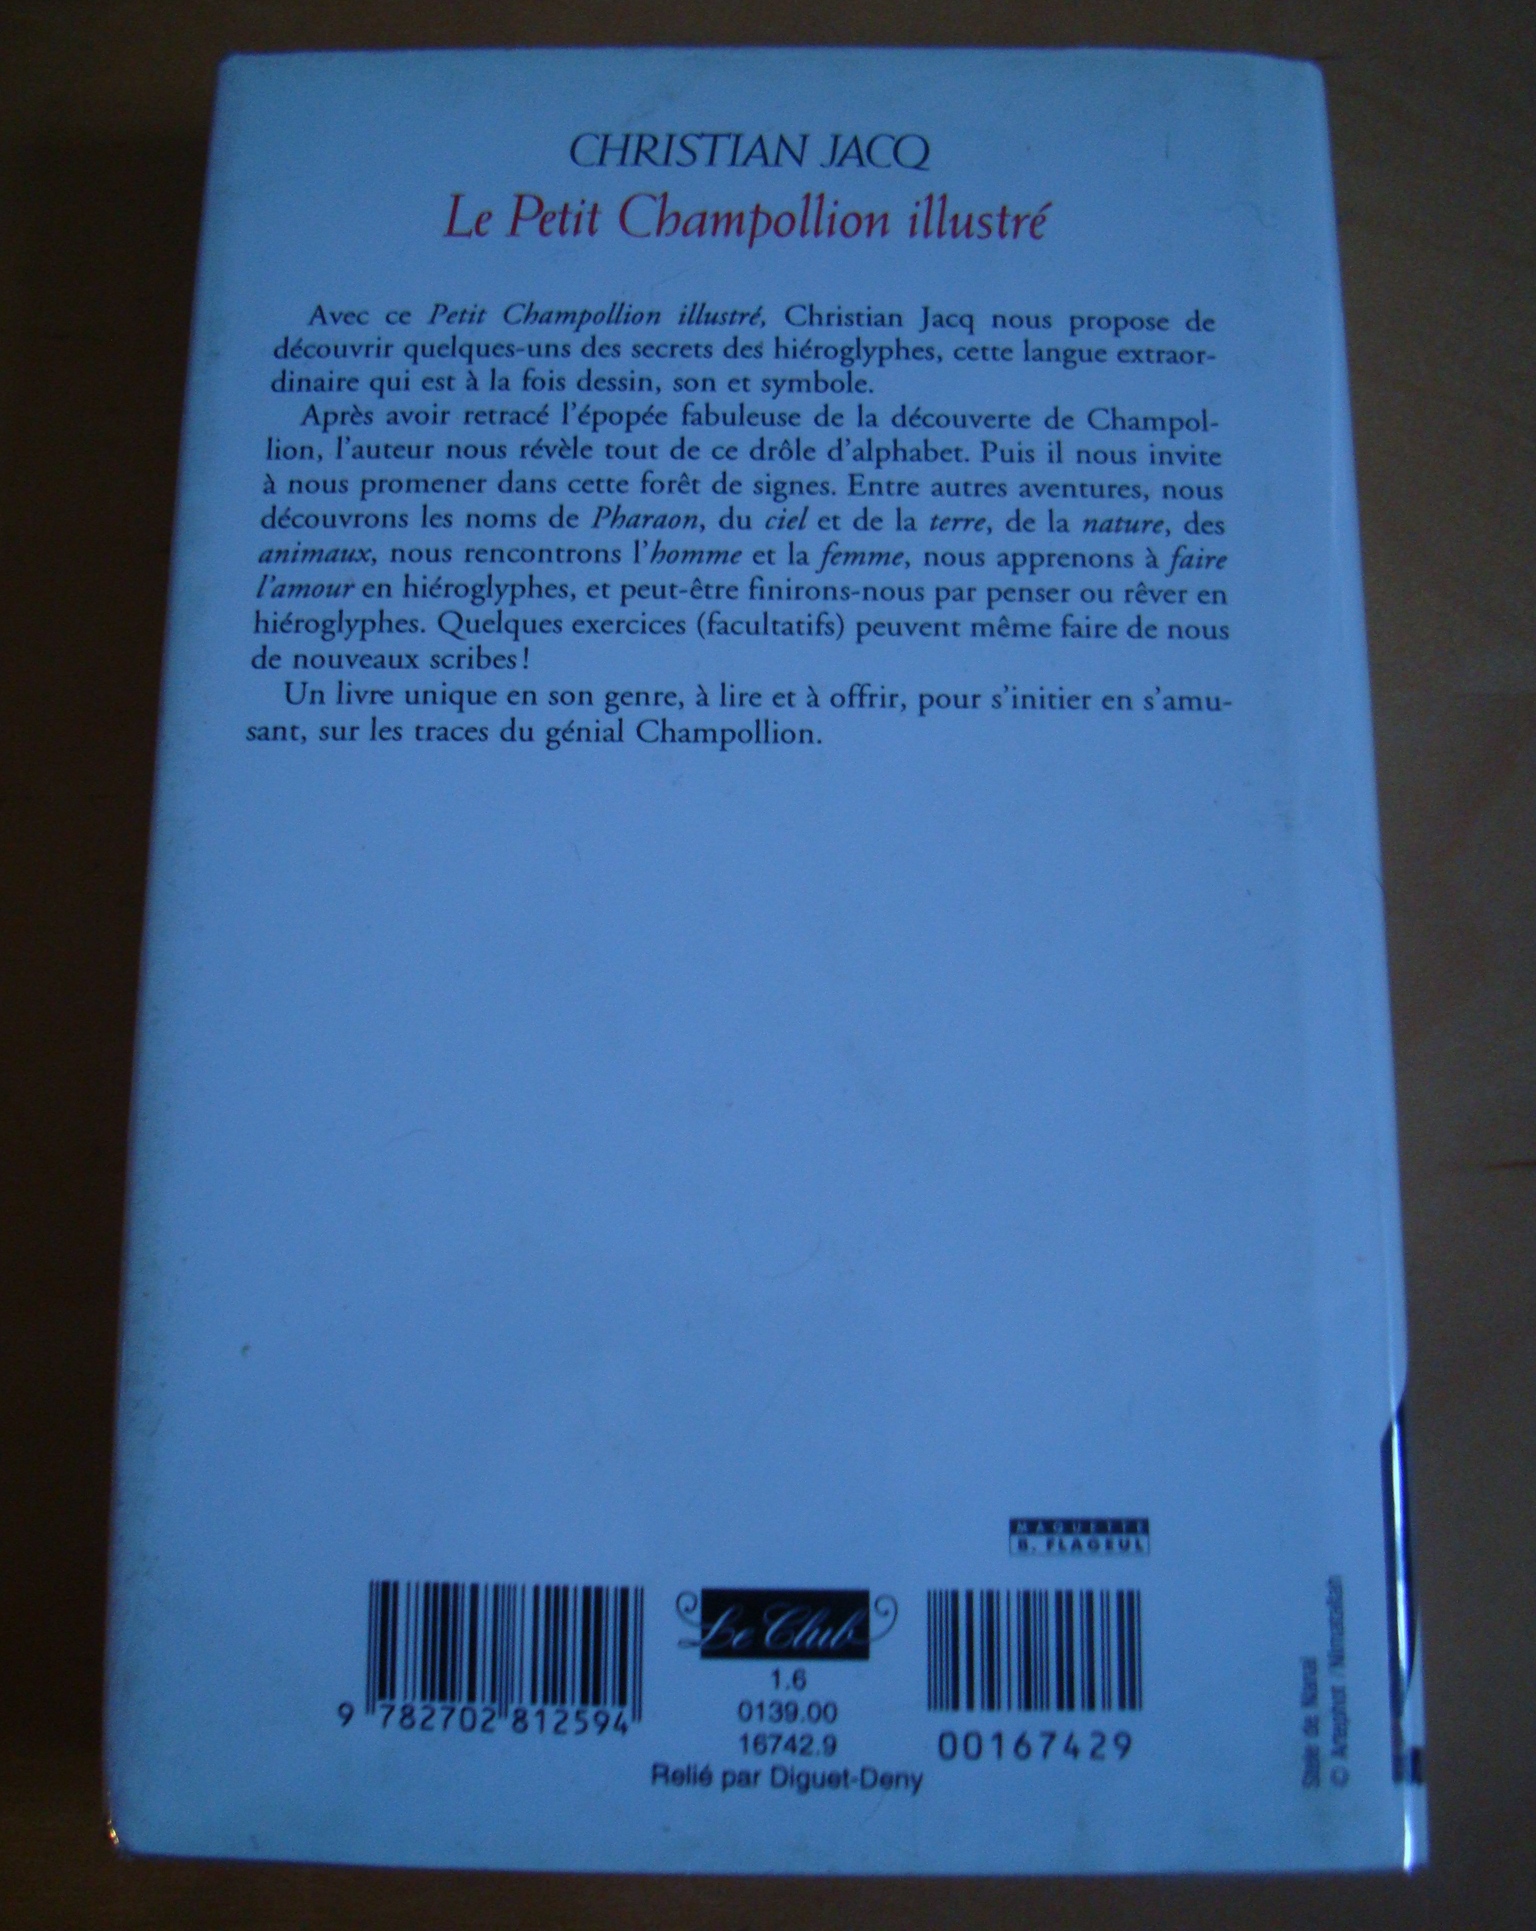 CHRISTIAN JACQ
Le Petit Champollion illustré
Avec ce Petit Champollion illustré, Christian Jacq nous propose de
découvrir quelques-uns des secrets des hiéroglyphes, cette langue extraor-
dinaire qui est à la fois dessin, son et symbole.
Après avoir retracé l'épopée fabuleuse de la découverte de Champol-
lion, l'auteur nous révèle tout de ce drôle d'alphabet. Puis il nous invite
à nous promener dans cette forêt de signes. Entre autres aventures, nous
découvrons les noms de Pharaon, du ciel et de la terre, de la nature, des
animaux, nous rencontrons l'homme et la femme, nous apprenons à faire
l'amour en hiéroglyphes, et peut-être finirons-nous par penser ou rêver en
hiéroglyphes. Quelques exercices (facultatifs) peuvent même faire de nous
de nouveaux scribes!
Un livre unique en son genre, à lire et à offrir, pour s'initier en s'amu-
sant, sur les traces du génial Champollion.
MAQUETTE
B. FLAGEUL
9 782702 812594
Le Club
1.6
0139.00
16742.9
Relié par Diguet-Deny
00167429
Stèle de Nanai
© Artephot / Nimatallah